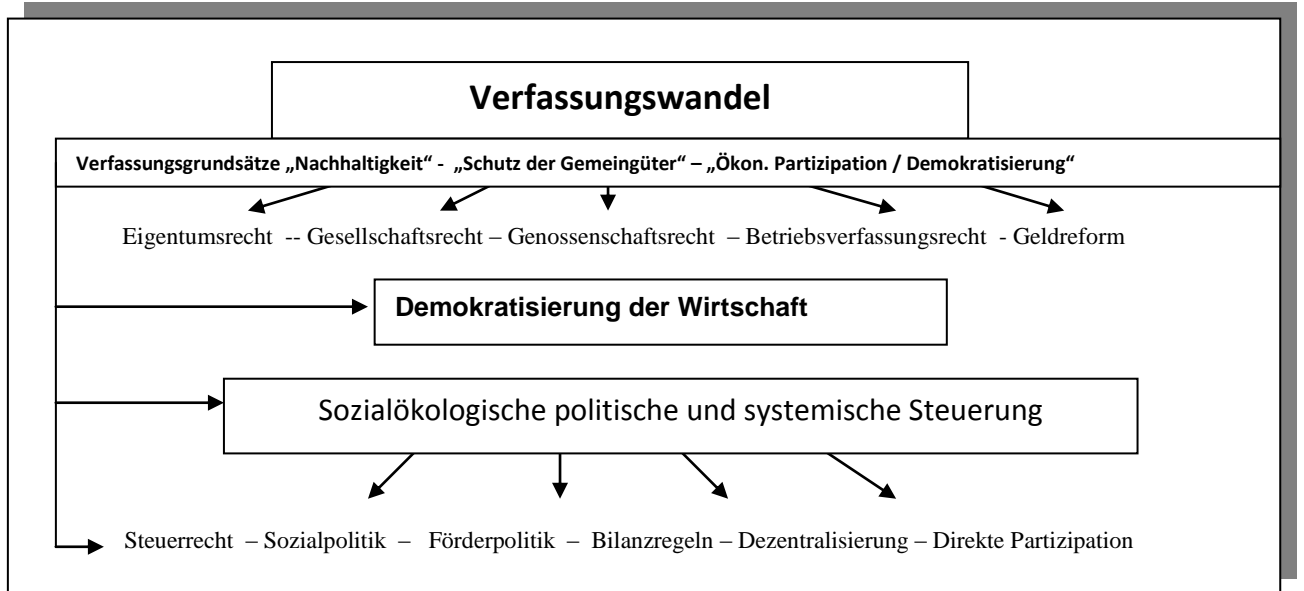 Verfassungswandel
Verfassungsgrundsätze „Nachhaltigkeit“ - „Schutz der Gemeingüter“ – „Ökon. Partizipation / Demokratisierung“
Eigentumsrecht -- Gesellschaftsrecht – Genossenschaftsrecht – Betriebsverfassungsrecht - Geldreform
Demokratisierung der Wirtschaft
Sozialökologische politische und systemische Steuerung
Steuerrecht – Sozialpolitik – Förderpolitik – Bilanzregeln – Dezentralisierung – Direkte Partizipation